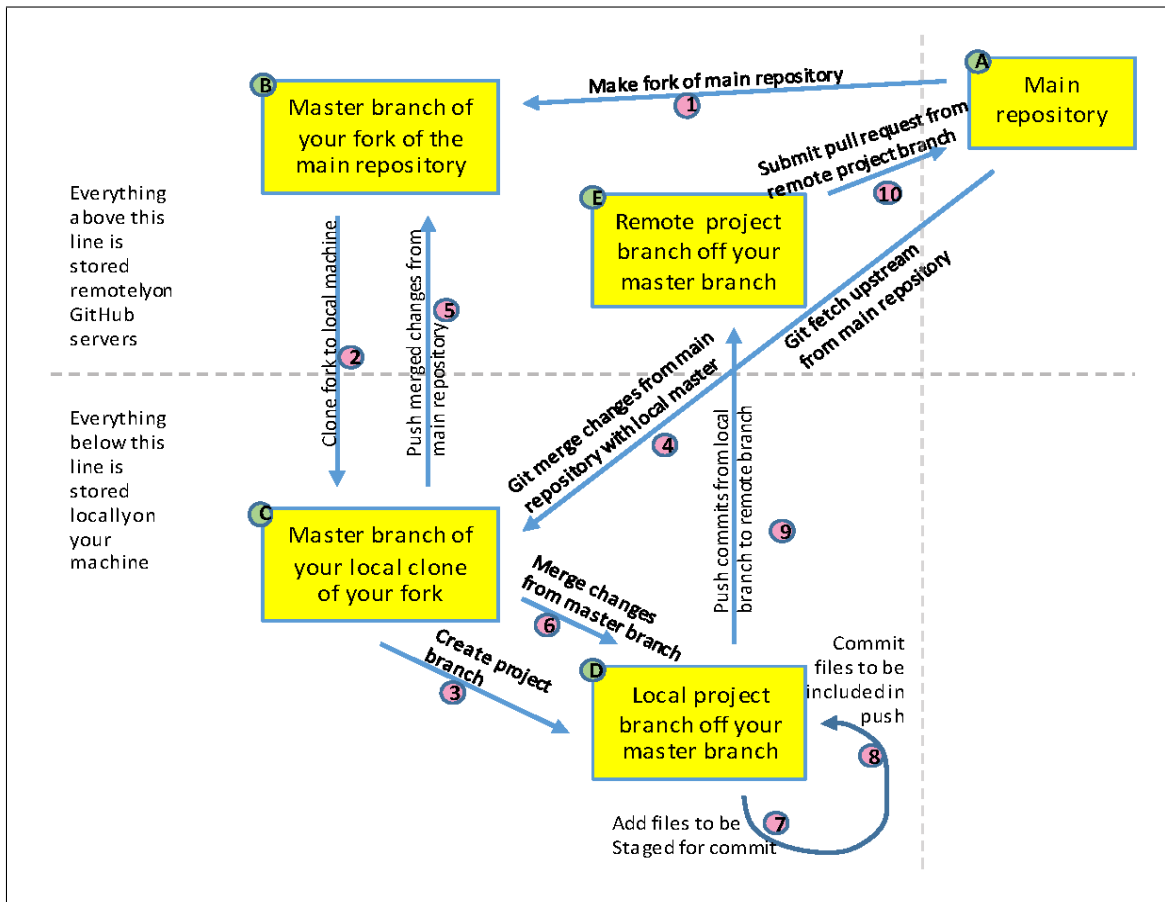 A
Main
repository
Make fork of main repository
1
B
Master branch of
your fork of the
main repository
Submit pull request from
remote project branch
10
E
Remote project
branch off your
master branch
Everything
above this
line is
stored
remotelyon
GitHub
servers
Clone fork to local machine
2
Push merged changes from
main repository
5
Git fetch upstream
from main repository
Git merge changes from main
repository with local master
4
Everything
below this
line is
stored
locally on
your
machine
C
Master branch of
your local clone
of your fork
Push commits from local
branch to remote branch
9
Merge changes
from master branch
6
Create project
branch
3
D
Local project
branch off your
master branch
Commit
files to be
included in
push
8
7
Add files to be
Staged for commit